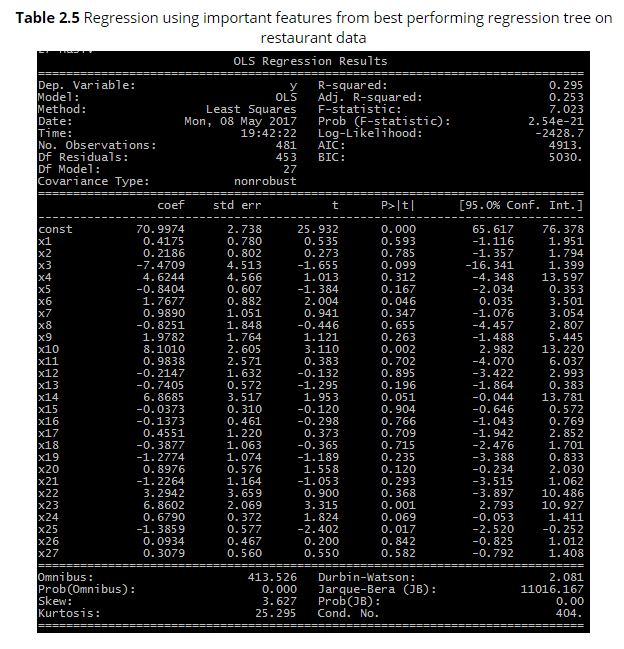 Table 2.5 Regression using important features from best performing regression tree on
restaurant data
OLS Regression Results
Dep. Variable: y R-squared: 0.295
Model: OLS Adj. R-squared: 0.253
Method: Least Squares F-statistic: 7.023
Date: Mon, 08 May 2017 Prob (F-statistic): 2.54e-21
Time: 19:42:22 Log-Likelihood: -2428.7
No. Observations: 481 AIC: 4913.
Df Residuals: 453 BIC: 5030.
Df Model: 27
Covariance Type: nonrobust
coef std err t P>|t| [95.0% Conf. Int.]
const 70.9974 2.738 25.932 0.000 65.617 76.378
x1 0.4175 0.780 0.535 0.593 -1.116 1.951
x2 0.2186 0.802 0.273 0.785 -1.357 1.794
x3 -7.4709 4.513 -1.655 0.099 -16.341 1.399
x4 4.6244 4.566 1.013 0.312 -4.348 13.597
x5 -0.8404 0.607 -1.384 0.167 -2.034 0.353
x6 1.7677 0.882 2.004 0.046 0.035 3.501
x7 0.9890 1.051 0.941 0.347 -1.076 3.054
x8 -0.8251 1.848 -0.446 0.655 -4.457 2.807
x9 1.9782 1.764 1.121 0.263 -1.488 5.445
x10 8.1010 2.605 3.110 0.002 2.982 13.220
x11 0.9838 2.571 0.383 0.702 -4.070 6.037
x12 -0.2147 1.632 -0.132 0.895 -3.422 2.993
x13 -0.7405 0.572 -1.295 0.196 -1.864 0.383
x14 6.8685 3.517 1.953 0.051 -0.044 13.781
x15 -0.0373 0.310 -0.120 0.904 -0.646 0.572
x16 -0.1373 0.461 -0.298 0.766 -1.043 0.769
x17 0.4551 1.220 0.373 0.709 -1.942 2.852
x18 -0.3877 1.063 -0.365 0.715 -2.476 1.701
x19 -1.2774 1.074 -1.189 0.235 -3.388 0.833
x20 0.8976 0.576 1.558 0.120 -0.234 2.030
x21 -1.2264 1.164 -1.053 0.293 -3.515 1.062
x22 3.2942 3.659 0.900 0.368 -3.897 10.486
x23 6.8602 2.069 3.315 0.001 2.793 10.927
x24 0.6790 0.372 1.824 0.069 -0.053 1.411
x25 -1.3859 0.577 -2.402 0.017 -2.520 -0.252
x26 0.0934 0.467 0.200 0.842 -0.825 1.012
x27 0.3079 0.560 0.550 0.582 -0.792 1.408
Omnibus: 413.526 Durbin-Watson: 2.081
Prob(Omnibus): 0.000 Jarque-Bera (JB): 11016.167
Skew: 3.627 Prob(JB): 0.00
Kurtosis: 25.295 Cond. No. 404.